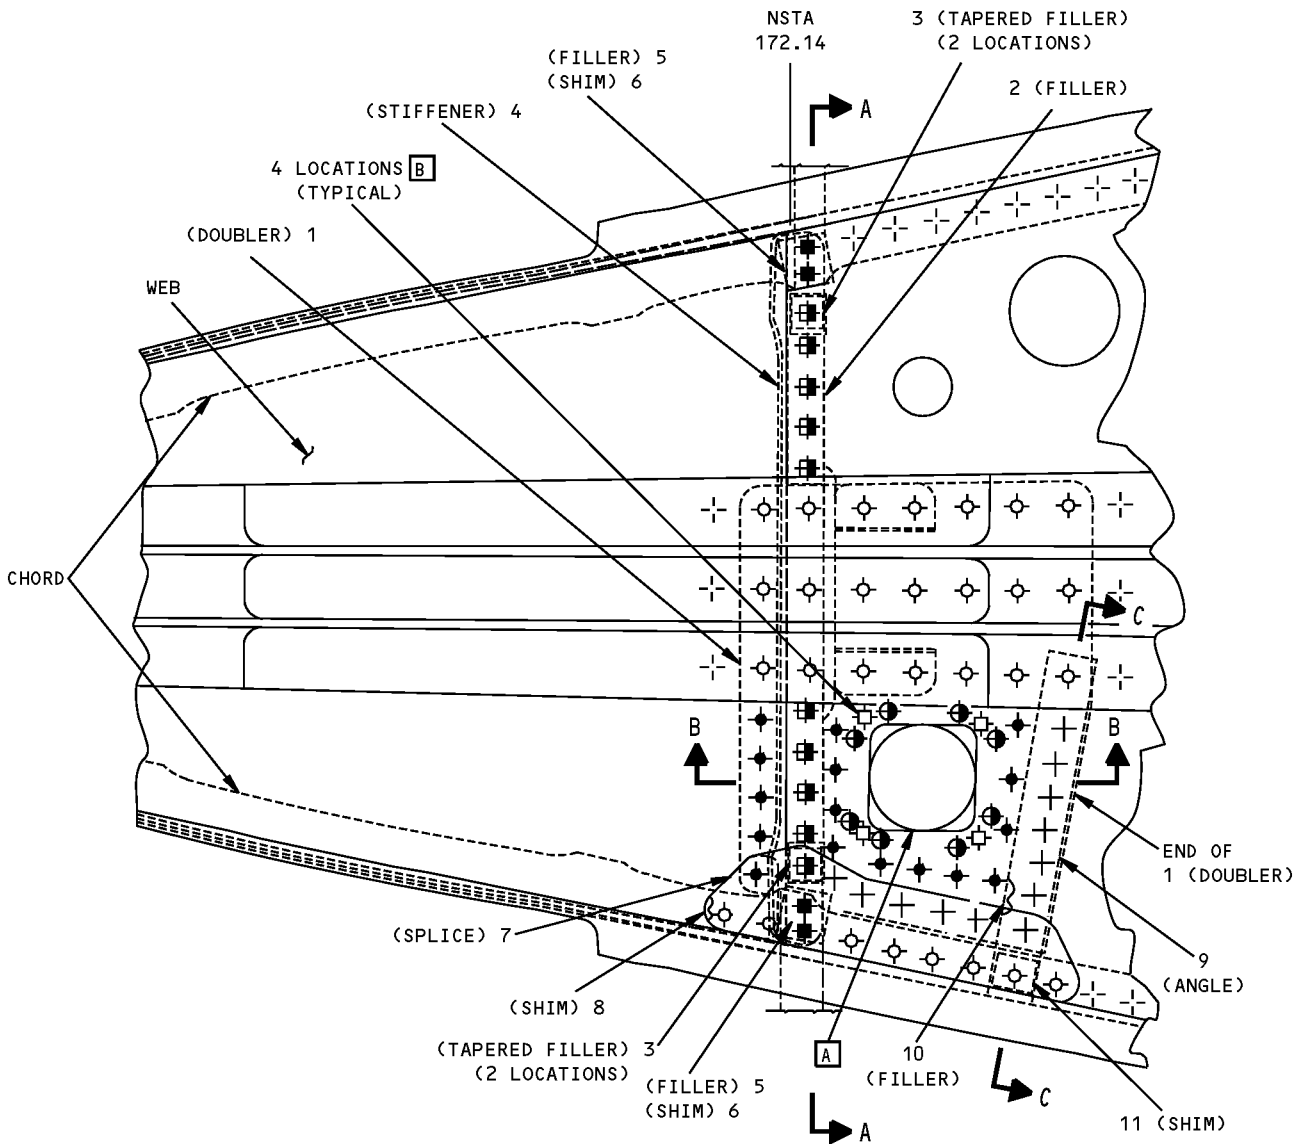 NSTA
172.14
3 (TAPERED FILLER)
(2 LOCATIONS)
(FILLER) 5
(SHIM) 6
2 (FILLER)
A
(STIFFENER) 4
4 LOCATIONS B
(TYPICAL)
(DOUBLER) 1
WEB
CHORD
C
B
B
END OF
1 (DOUBLER)
(SPLICE) 7
9
(ANGLE)
(SHIM) 8
(TAPERED FILLER) 3
(2 LOCATIONS)
(FILLER) 5
(SHIM) 6
A
10
(FILLER)
C
11 (SHIM)
A